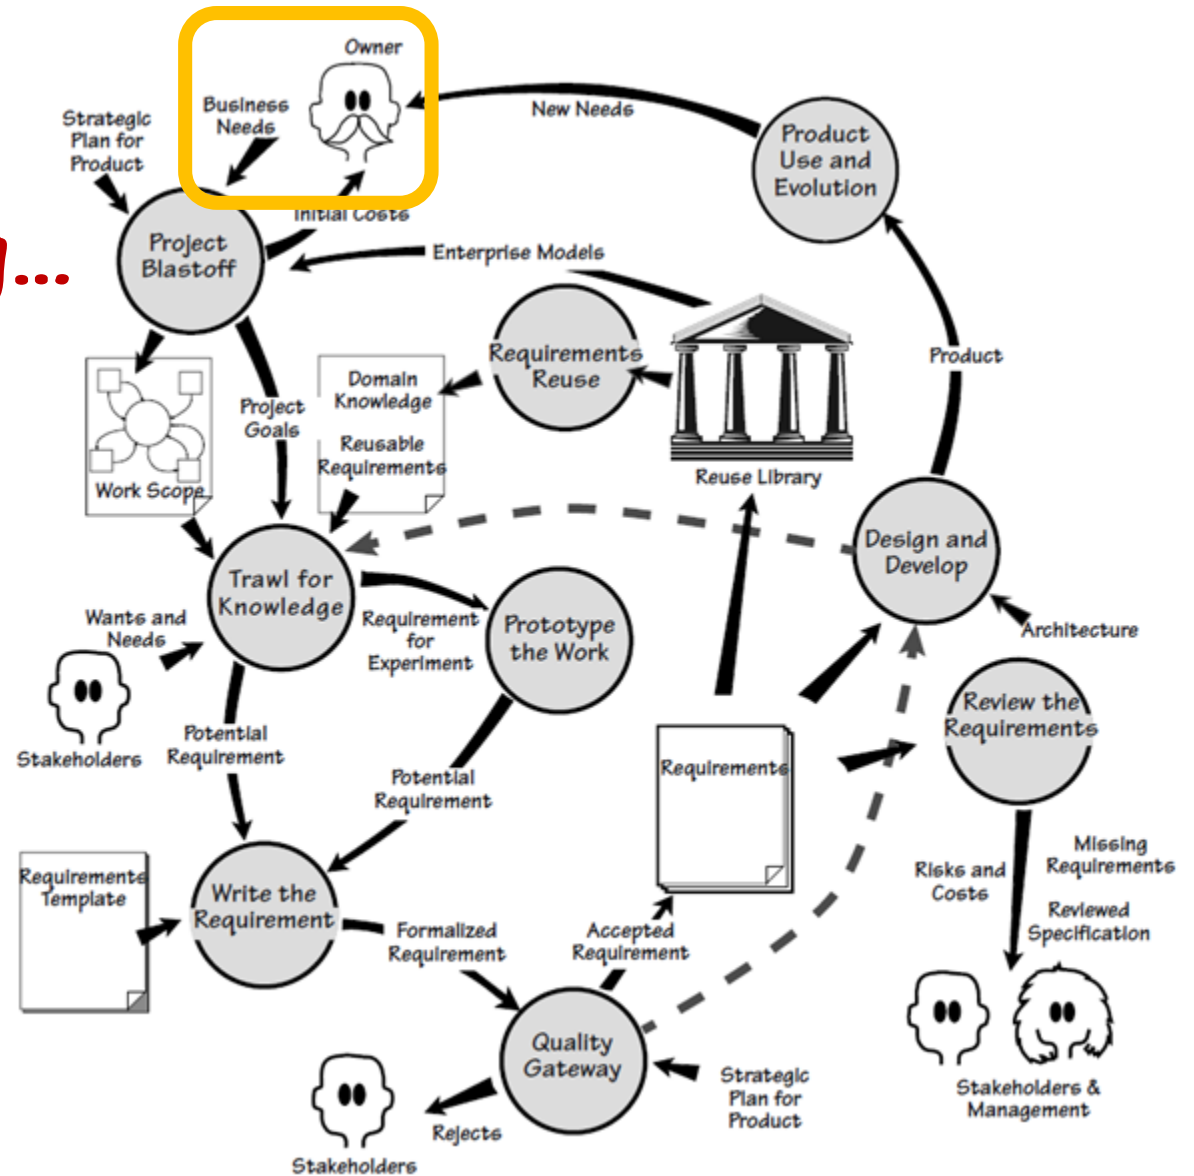 Owner
Business
Needs
New Needs
Strategic
Plan for
Product
Product
Use and
Evolution
Initial Costs
Project
Blastoff
...
Enterprise Models
Requirements
Reuse
Product
Domain
Knowledge
Project
Goals
Reusable
Requirements
Work Scope
Reuse Library
Design and
Develop
Trawl for
Knowledge
Wants and
Needs
Requirement
for
Experiment
Prototype
the Work
Architecture
Stakeholders
Review the
Requirements
Potential
Requirement
Requirements
Potential
Requirement
Requirements
Template
Write the
Requirement
Risks and
Costs
Missing
Requirements
Reviewed
Specification
Formalized
Requirement
Accepted
Requirement
Quality
Gateway
Strategic
Plan for
Product
Stakeholders &
Management
Rejects
Stakeholders